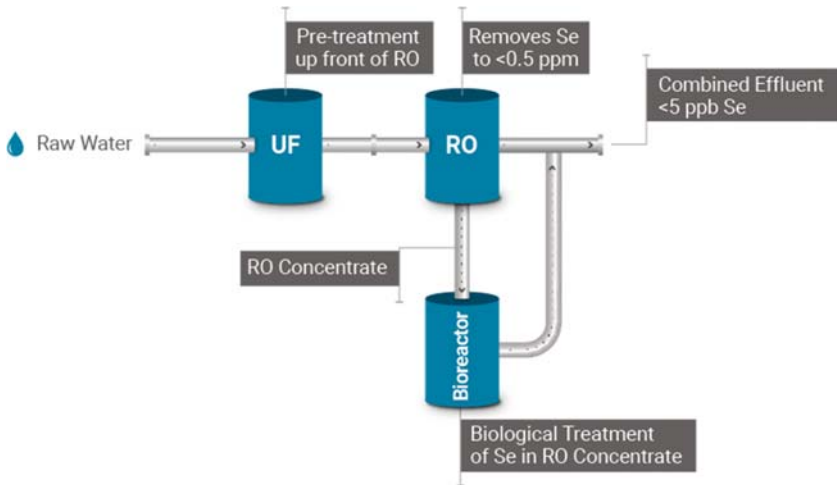 Pre-treatment
up front of RO
Removes Se
to <0.5 ppm
Combined Effluent
<5 ppb Se
Raw Water
UF
RO
RO Concentrate
Bioreactor
Biological Treatment
of Se in RO Concentrate